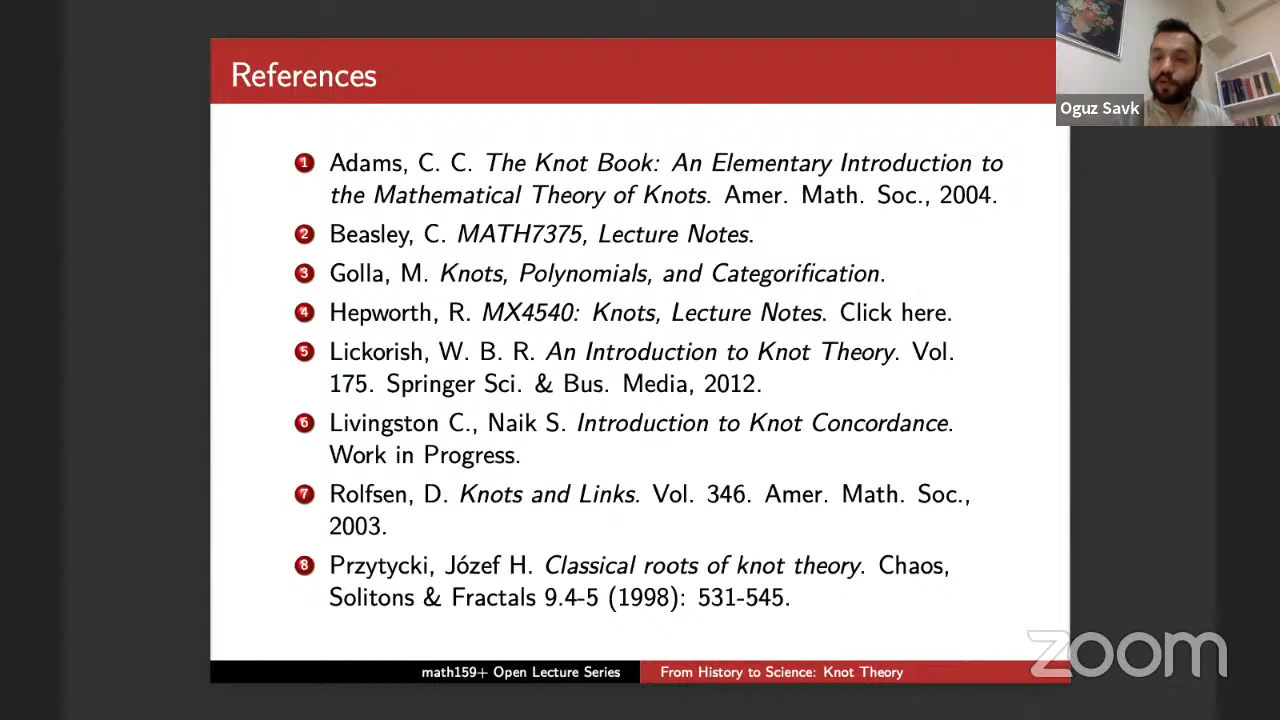 References
Oguz Savk
1 Adams, C. C. The Knot Book: An Elementary Introduction to
the Mathematical Theory of Knots. Amer. Math. Soc., 2004.
2 Beasley, C. MATH7375, Lecture Notes.
3 Golla, M. Knots, Polynomials, and Categorification.
4 Hepworth, R. MX4540: Knots, Lecture Notes. Click here.
5 Lickorish, W. B. R. An Introduction to Knot Theory. Vol.
175. Springer Sci. & Bus. Media, 2012.
6 Livingston C., Naik S. Introduction to Knot Concordance.
Work in Progress.
7 Rolfsen, D. Knots and Links. Vol. 346. Amer. Math. Soc.,
2003.
8 Przytycki, Józef H. Classical roots of knot theory. Chaos,
Solitons & Fractals 9.4-5 (1998): 531-545.
zoom
math159+ Open Lecture Series
From History to Science: Knot Theory